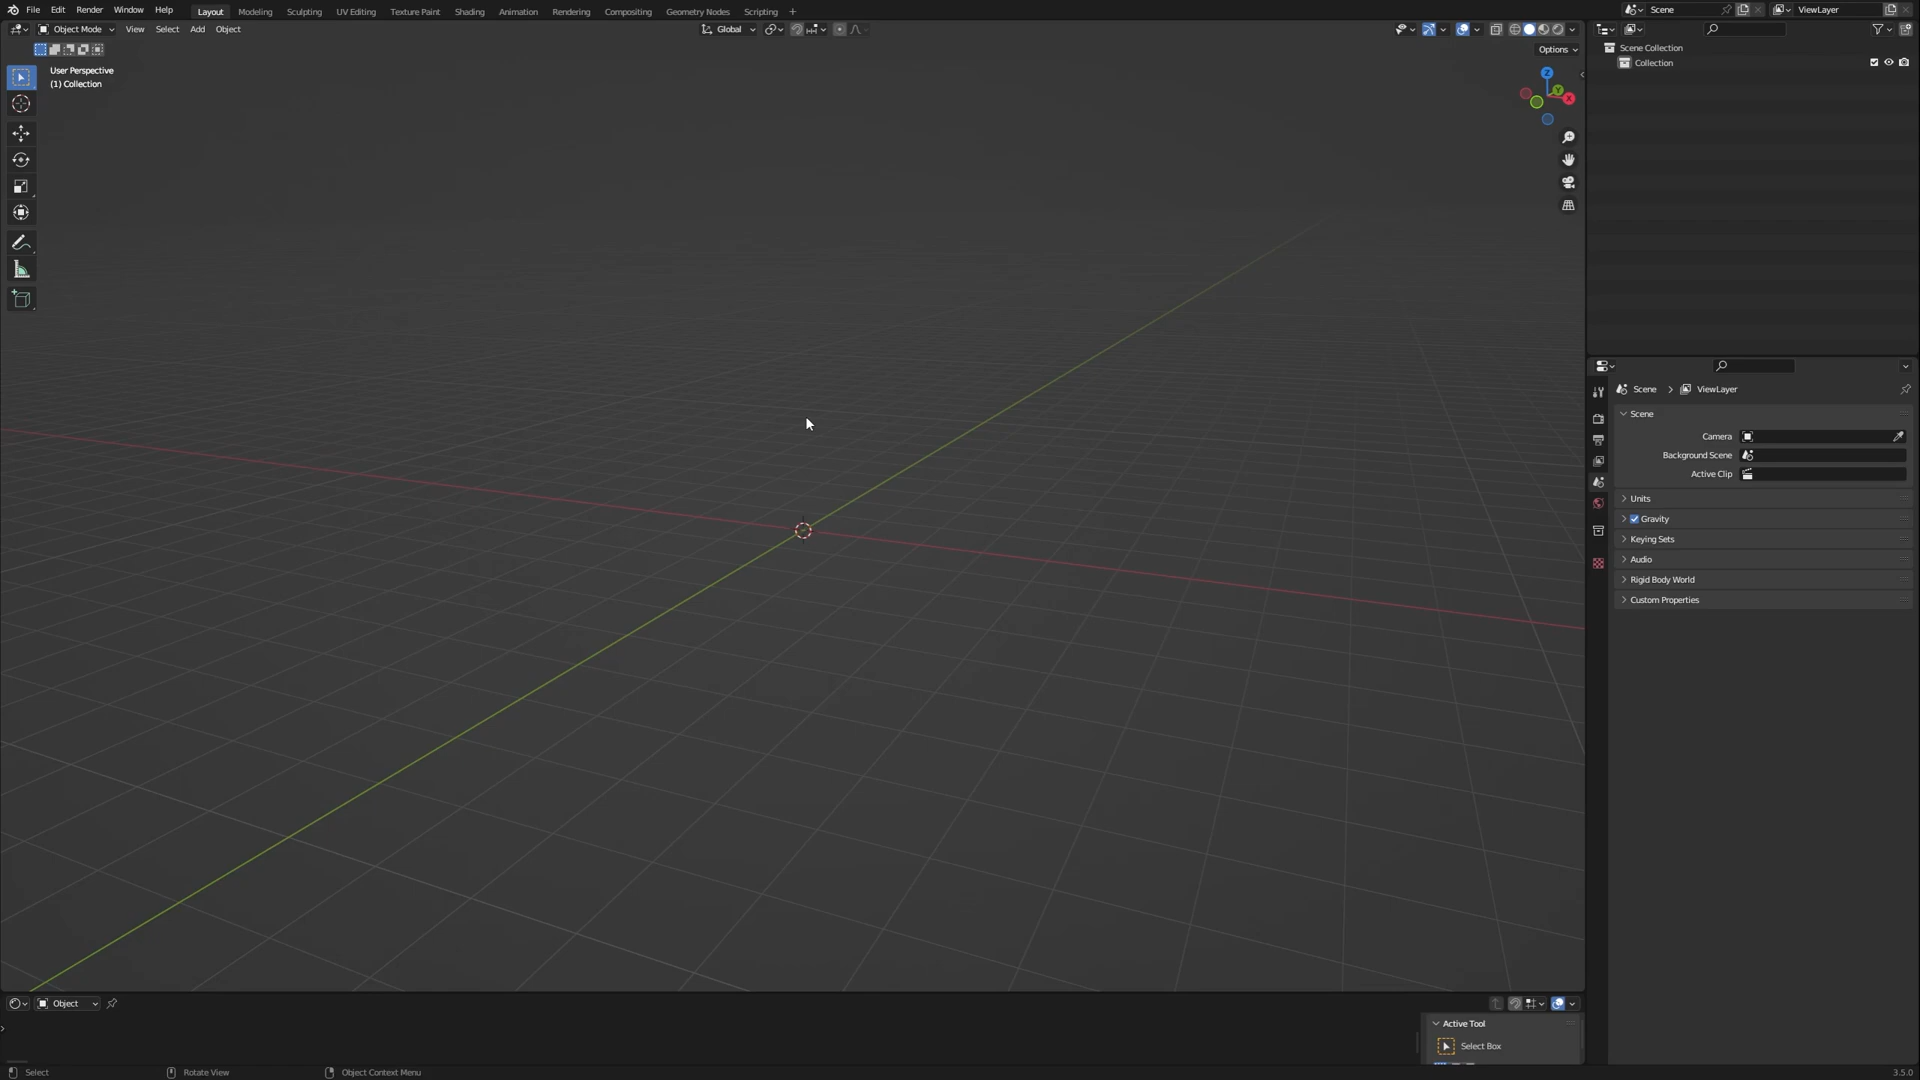 File Edit Render Window Help Layout Modeling Sculpting UV Editing Texture Paint Shading Animation Rendering Compositing Geometry Nodes Scripting + Scene ViewLayer
Object Mode View Select Add Object Global
Options
User Perspective
(1) Collection
Z
Y
X
Scene Collection
Collection
Scene > ViewLayer
Scene
Camera
Background Scene
Active Clip
Units
Gravity
Keying Sets
Audio
Rigid Body World
Custom Properties
Object
Active Tool
Select Box
Select Rotate View Object Context Menu 3.5.0